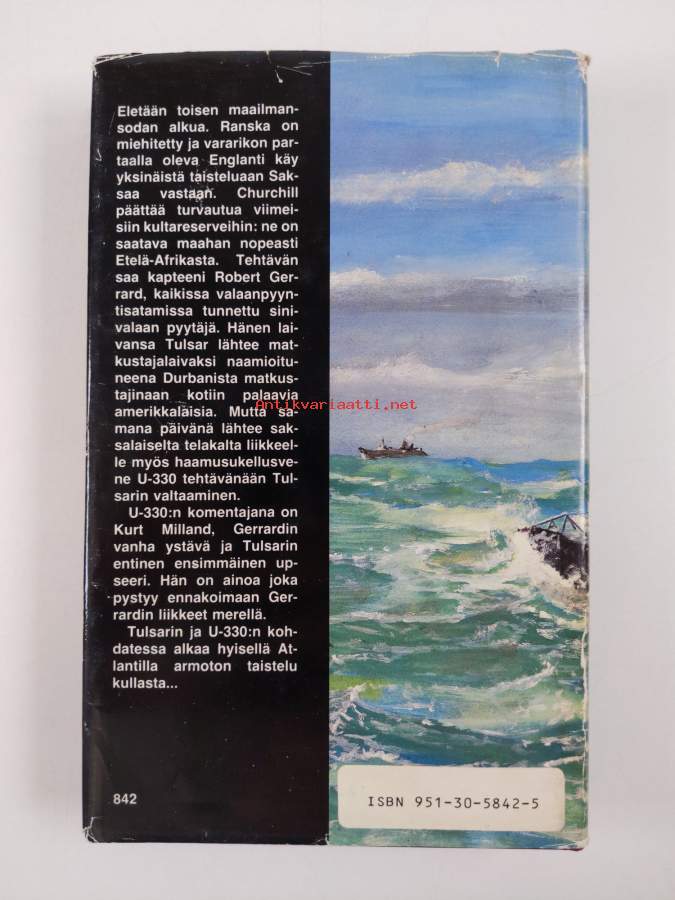 Eletään toisen maailman-
sodan alkua. Ranska on
miehitetty ja vararikon par-
taalla oleva Englanti käy
yksinäistä taisteluaan Sak-
saa vastaan. Churchill
päättää turvautua viimei-
siin kultareserveihin: ne on
saatava maahan nopeasti
Etelä-Afrikasta. Tehtävän
saa kapteeni Robert Ger-
rard, kaikissa valaanpyyn-
tisatamissa tunnettu sini-
valaan pyytäjä. Hänen lai-
vansa Tulsar lähtee mat-
kustajalaivaksi naamioitu-
neena Durbanista matkus-
tajinaan kotiin palaavia
amerikkalaisia. Mutta sa-
mana päivänä lähtee sak-
salaiselta telakalta liikkeel-
le myös haamusukellusve-
ne U-330 tehtävänään Tul-
sarin valtaaminen.
U-330:n komentajana on
Kurt Milland, Gerrardin
vanha ystävä ja Tulsarin
entinen ensimmäinen up-
seeri. Hän on ainoa joka
pystyy ennakoimaan Ger-
rardin liikkeet merellä.
Tulsarin ja U-330:n koh-
datessa alkaa hyisellä At-
lantilla armoton taistelu
kullasta...
842
Antikvariaatti.net
ISBN 951-30-5842-5